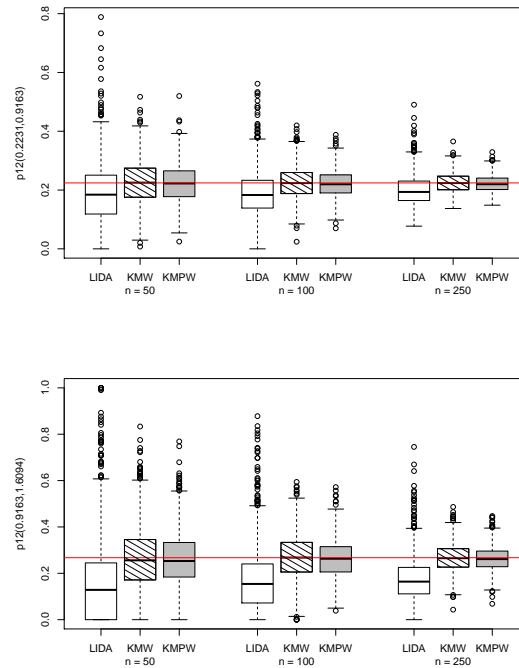 p12(0.2231,0.9163)
0.8
0.6
0.4
0.2
0.0
LIDA KMW KMPW LIDA KMW KMPW LIDA KMW KMPW
n = 50 n = 100 n = 250
p12(0.9163,1.6094)
1.0
0.8
0.6
0.4
0.2
0.0
LIDA KMW KMPW LIDA KMW KMPW LIDA KMW KMPW
n = 50 n = 100 n = 250